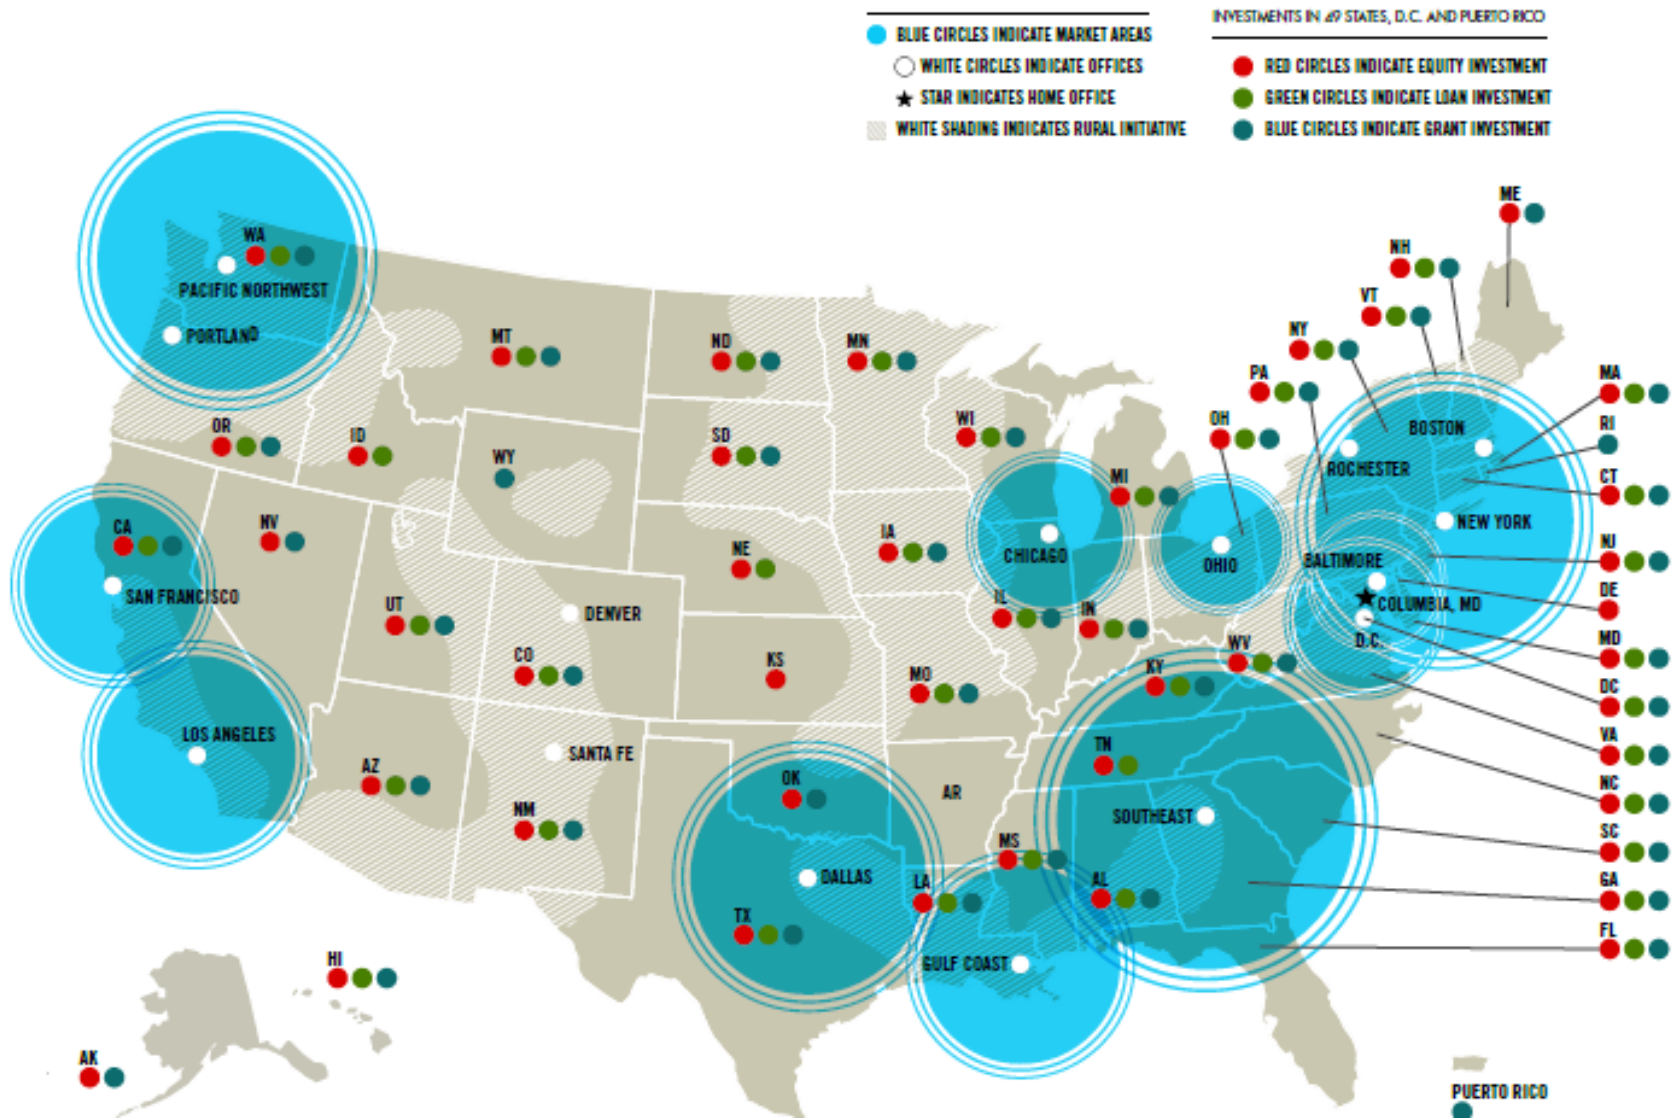 INVESTMENTS IN 49 STATES, D.C. AND PUERTO RICO
BLUE CIRCLES INDICATE MARKET AREAS
WHITE CIRCLES INDICATE OFFICES
STAR INDICATES HOME OFFICE
WHITE SHADING INDICATES RURAL INITIATIVE
RED CIRCLES INDICATE EQUITY INVESTMENT
GREEN CIRCLES INDICATE LOAN INVESTMENT
BLUE CIRCLES INDICATE GRANT INVESTMENT
ME
WA
NH
PACIFIC NORTHWEST
VT
PORTLAND
MT
ND
MN
NY
PA
MA
OR
ID
SD
WI
OH
BOSTON
RI
WY
ROCHESTER
MI
CT
CA
NV
NE
IA
CHICAGO
OHIO
NEW YORK
NJ
BALTIMORE
SAN FRANCISCO
UT
DENVER
IL
IN
COLUMBIA, MD
DE
D.C.
MD
CO
KS
MO
KY
WV
DC
LOS ANGELES
SANTA FE
AZ
TN
VA
OK
AR
NC
NM
SOUTHEAST
SC
MS
DALLAS
LA
AL
GA
TX
FL
HI
GULF COAST
AK
PUERTO RICO